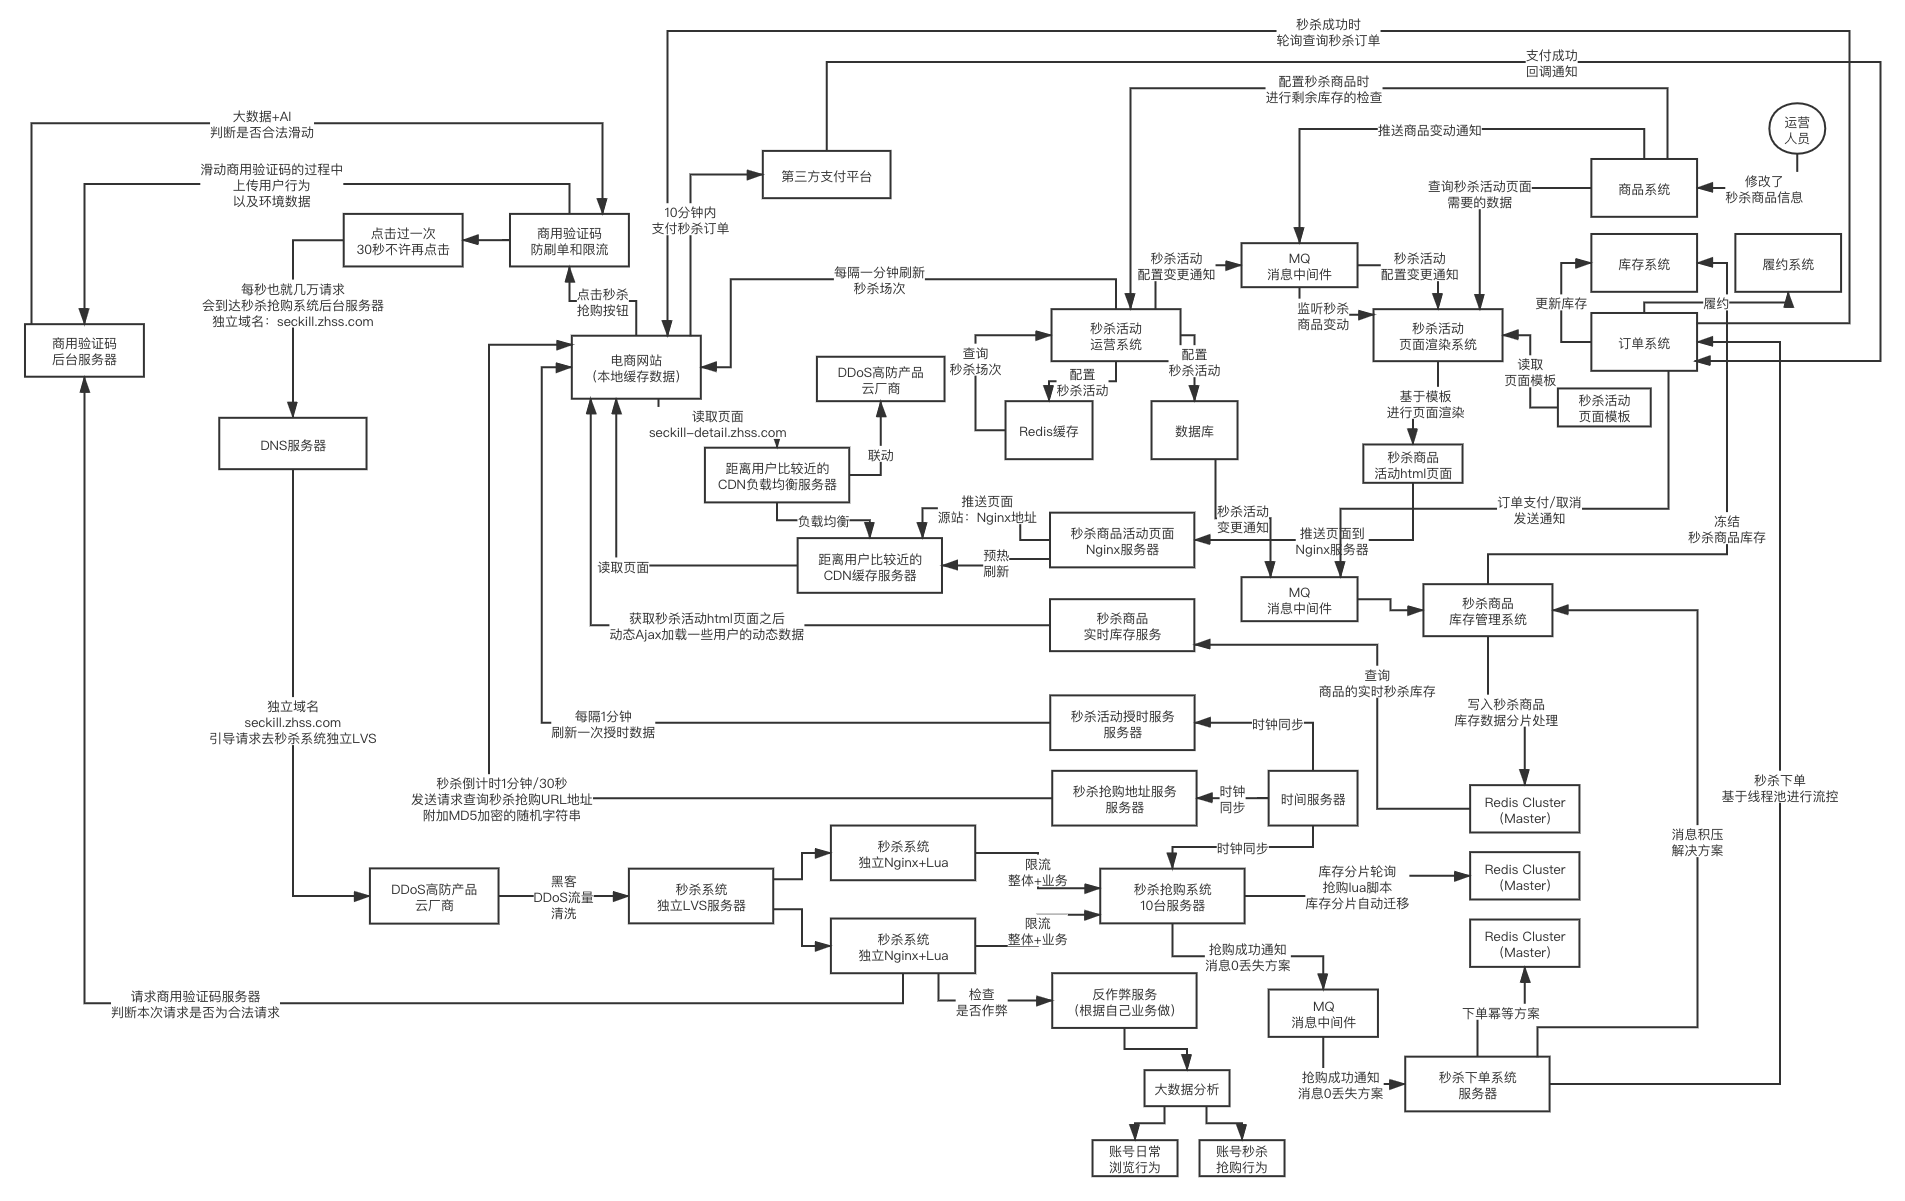 秒杀成功时
轮询查询秒杀订单
支付成功
回调通知
配置秒杀商品时
进行剩余库存的检查
大数据+AI
判断是否合法滑动
推送商品变动通知
运营
人员
滑动商用验证码的过程中
上传用户行为
以及环境数据
第三方支付平台
查询秒杀活动页面
需要的数据
商品系统
修改了
秒杀商品信息
点击过一次
30秒不许再点击
商用验证码
防刷单和限流
10分钟内
支付秒杀订单
每隔一分钟刷新
秒杀场次
秒杀活动
配置变更通知
MQ
消息中间件
秒杀活动
配置变更通知
库存系统
履约系统
每秒也就几万请求
会到达秒杀抢购系统后台服务器
独立域名：seckill.zhss.com
点击秒杀
抢购按钮
监听秒杀
商品变动
更新库存
履约
商用验证码
后台服务器
电商网站
(本地缓存数据)
秒杀活动
运营系统
秒杀活动
页面渲染系统
订单系统
查询
秒杀场次
配置
秒杀活动
配置
秒杀活动
DDoS高防产品
云厂商
读取
页面模板
基于模板
进行页面渲染
秒杀活动
页面模板
读取页面
seckill-detail.zhss.com
Redis缓存
数据库
DNS服务器
联动
距离用户比较近的
CDN负载均衡服务器
秒杀商品
活动html页面
负载均衡
推送页面
源站：Nginx地址
秒杀活动
变更通知
订单支付/取消
发送通知
秒杀商品活动页面
Nginx服务器
推送页面到
Nginx服务器
冻结
秒杀商品库存
读取页面
距离用户比较近的
CDN缓存服务器
预热
刷新
MQ
消息中间件
秒杀商品
库存管理系统
获取秒杀活动html页面之后
动态Ajax加载一些用户的动态数据
秒杀商品
实时库存服务
查询
商品的实时秒杀库存
写入秒杀商品
库存数据分片处理
独立域名
seckill.zhss.com
引导请求去秒杀系统独立LVS
每隔1分钟
刷新一次授时数据
秒杀活动授时服务
服务器
时钟同步
秒杀倒计时1分钟/30秒
发送请求查询秒杀抢购URL地址
附加MD5加密的随机字符串
秒杀抢购地址服务
服务器
时钟
同步
时间服务器
Redis Cluster
(Master)
秒杀下单
基于线程池进行流控
秒杀系统
独立Nginx+Lua
时钟同步
消息积压
解决方案
限流
整体+业务
DDoS高防产品
云厂商
黑客
DDoS流量
清洗
秒杀系统
独立LVS服务器
秒杀抢购系统
10台服务器
库存分片轮询
抢购lua脚本
库存分片自动迁移
Redis Cluster
(Master)
秒杀系统
独立Nginx+Lua
限流
整体+业务
抢购成功通知
消息0丢失方案
Redis Cluster
(Master)
请求商用验证码服务器
判断本次请求是否为合法请求
检查
是否作弊
反作弊服务
(根据自己业务做)
MQ
消息中间件
下单幂等方案
大数据分析
抢购成功通知
消息0丢失方案
秒杀下单系统
服务器
账号日常
浏览行为
账号秒杀
抢购行为